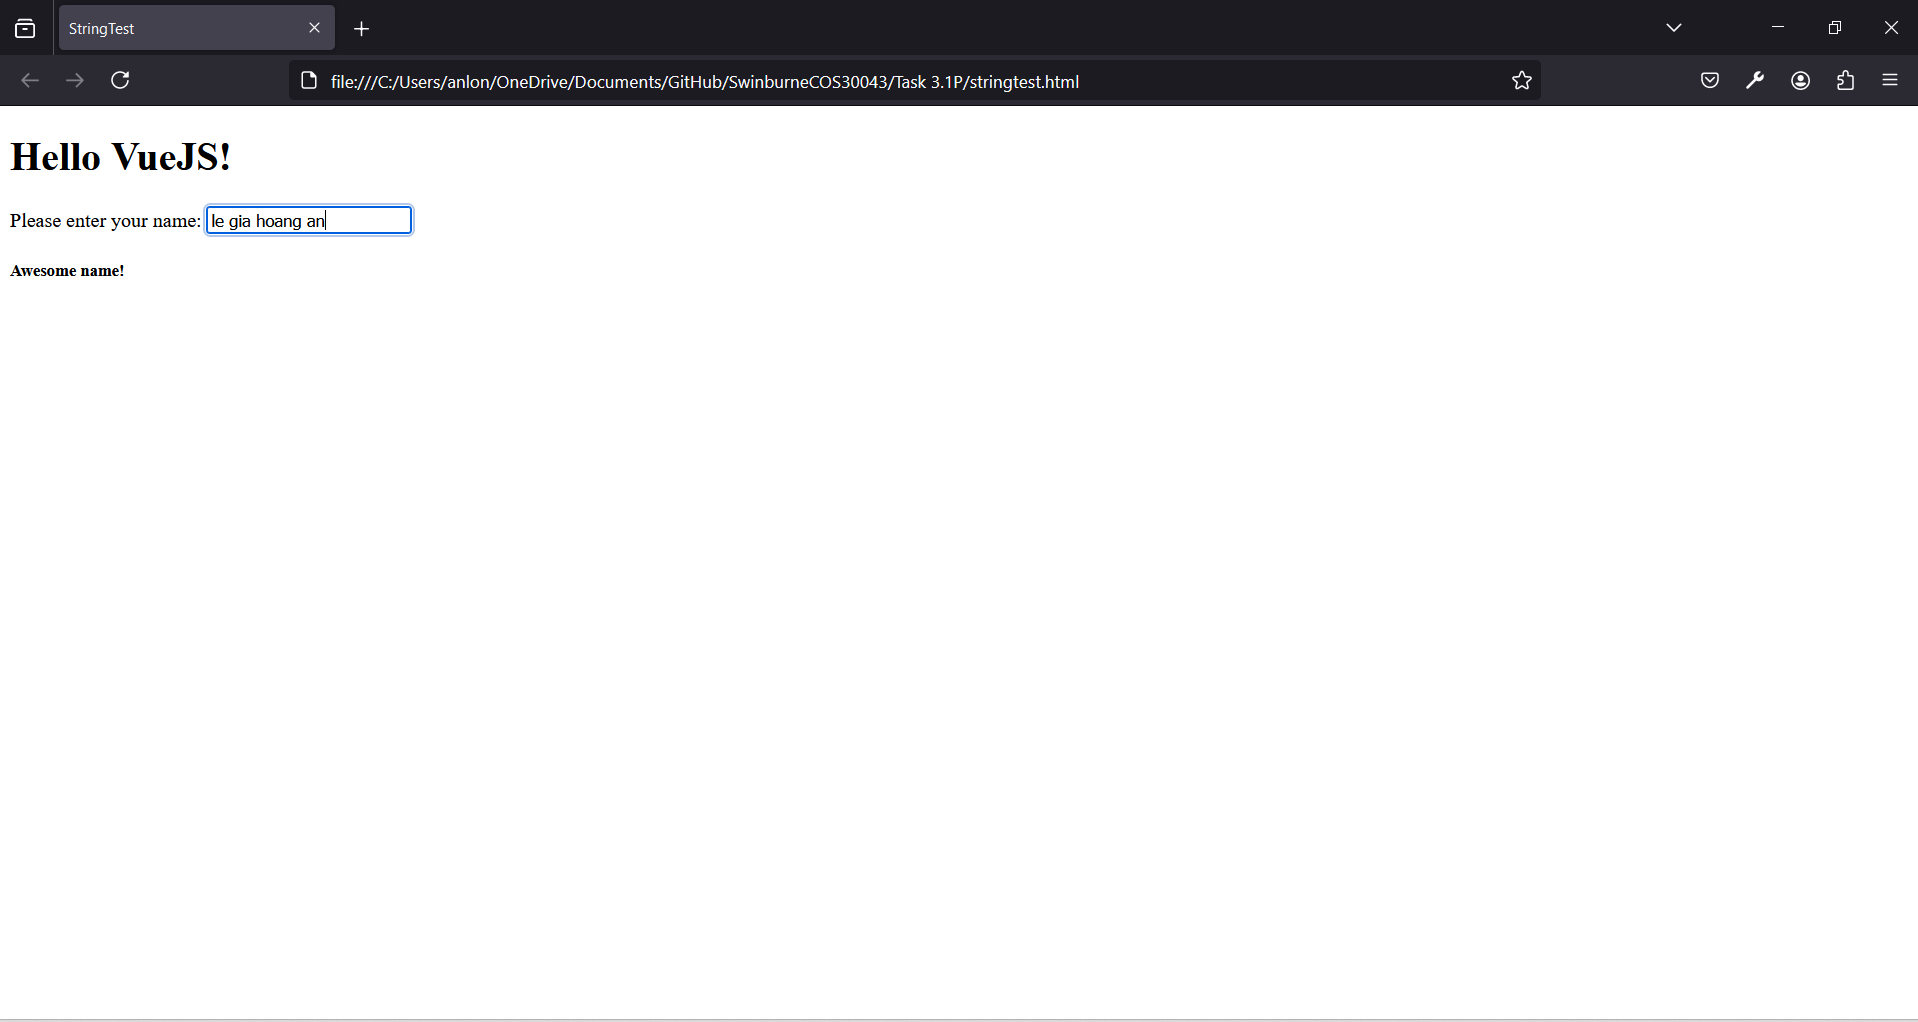 StringTest
file:///C:/Users/anlon/OneDrive/Documents/GitHub/SwinburneCOS30043/Task 3.1P/stringtest.html
Hello VueJS!
Please enter your name: le gia hoang an
Awesome name!